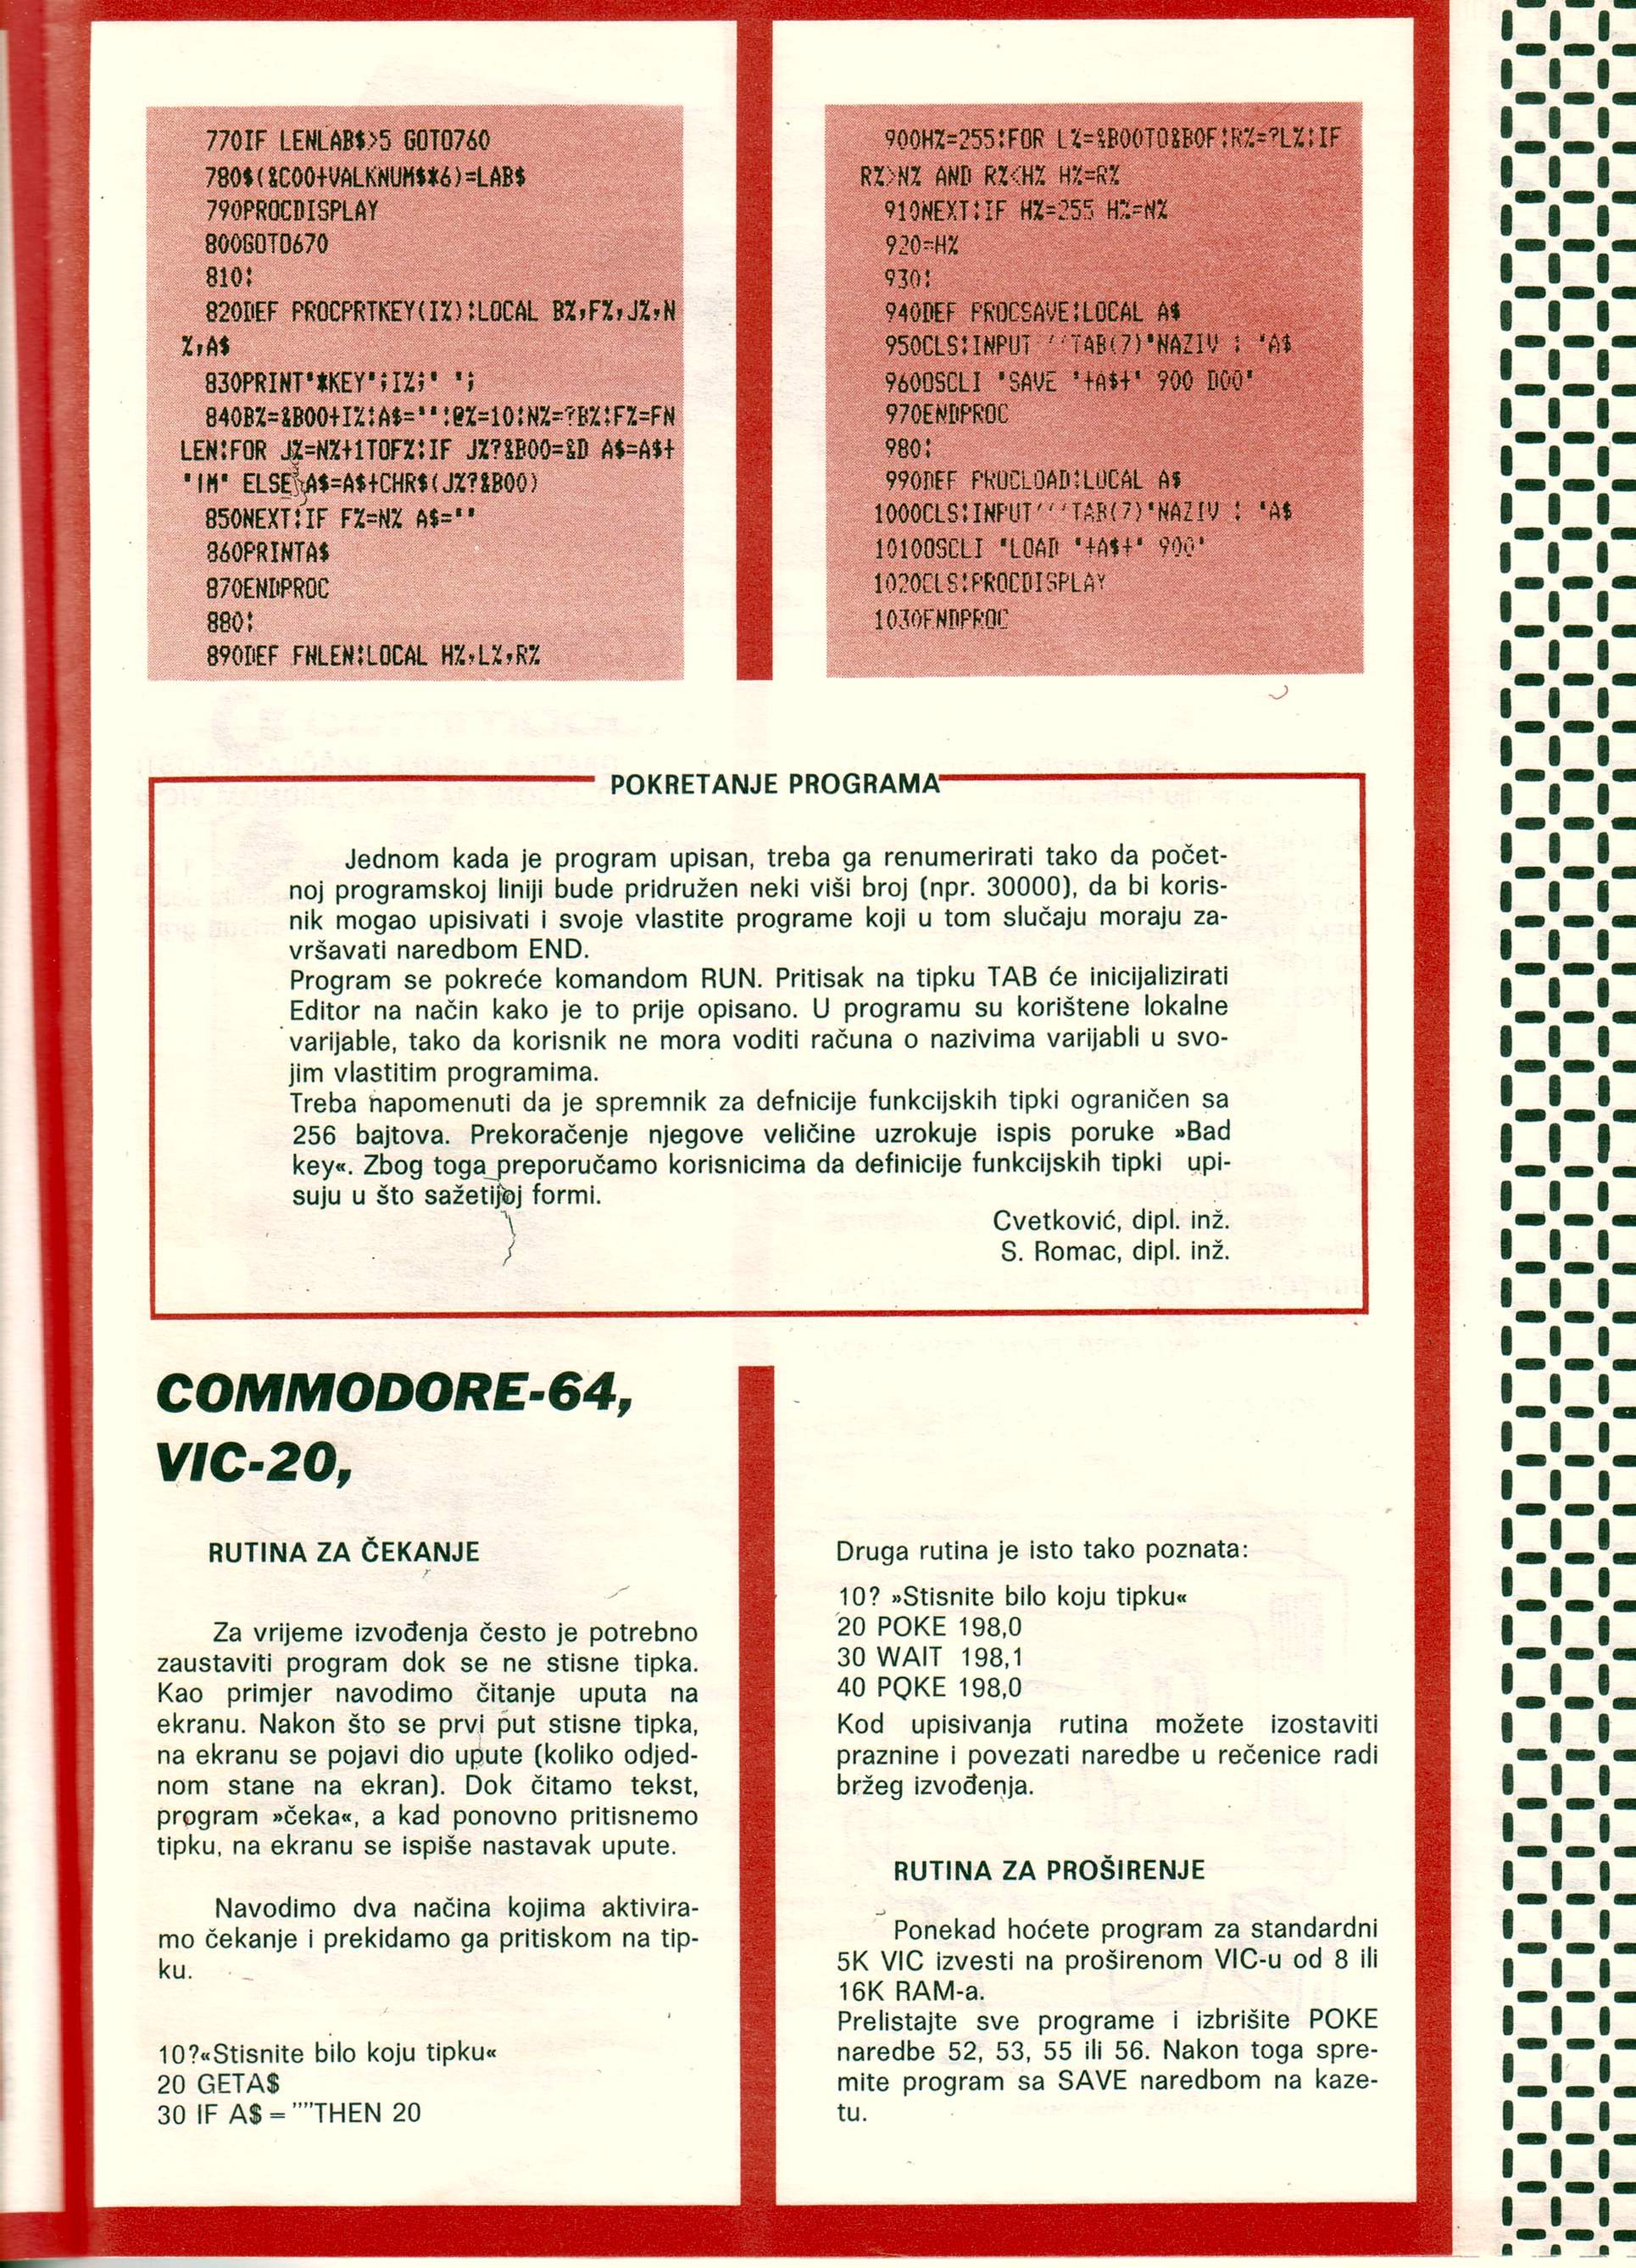 770IF LENLAB$>5 GOTO760
780$(&C00+VALKNUM$*6)=LAB$
790PROCDISPLAY
800GOTO670
810:
820DEF PROCPRTKEY(I%):LOCAL B%,F%,J%,N
%,A$
830PRINT"*KEY";I%;" ";
840B%=&B00+I%:A$="":@%=10:N%=?B%:F%=FN
LEN:FOR J%=N%+1TOF%:IF J%?&B00=&D A$=A$+
"IM" ELSE A$=A$+CHR$(J%?&B00)
850NEXT:IF F%=N% A$=""
860PRINTA$
870ENDPROC
880:
890DEF FNLEN:LOCAL H%,L%,R%
900H%=255:FOR L%=&B00TO&B0F:R%=?L%:IF
R%>N% AND R%<H% H%=R%
910NEXT:IF H%=255 H%=N%
920=H%
930:
940DEF PROCSAVE:LOCAL A$
950CLS:INPUT '''TAB(7)"NAZIV : "A$
960OSCLI "SAVE "+A$+" 900 D00"
970ENDPROC
980:
990DEF PROCLOAD:LOCAL A$
1000CLS:INPUT'''TAB(7)"NAZIV : "A$
1010OSCLI "LOAD "+A$+" 900"
1020CLS:PROCDISPLAY
1030ENDPROC
POKRETANJE PROGRAMA
Jednom kada je program upisan, treba ga renumerirati tako da počet-
noj programskoj liniji bude pridružen neki viši broj (npr. 30000), da bi koris-
nik mogao upisivati i svoje vlastite programe koji u tom slučaju moraju za-
vršavati naredbom END.
Program se pokreće komandom RUN. Pritisak na tipku TAB će inicijalizirati
Editor na način kako je to prije opisano. U programu su korištene lokalne
varijable, tako da korisnik ne mora voditi računa o nazivima varijabli u svo-
jim vlastitim programima.
Treba napomenuti da je spremnik za defnicije funkcijskih tipki ograničen sa
256 bajtova. Prekoračenje njegove veličine uzrokuje ispis poruke »Bad
key«. Zbog toga preporučamo korisnicima da definicije funkcijskih tipki upi-
suju u što sažetijoj formi.
Cvetković, dipl. inž.
S. Romac, dipl. inž.
COMMODORE-64,
VIC-20,
RUTINA ZA ČEKANJE
Za vrijeme izvođenja često je potrebno
zaustaviti program dok se ne stisne tipka.
Kao primjer navodimo čitanje uputa na
ekranu. Nakon što se prvi put stisne tipka,
na ekranu se pojavi dio upute (koliko odjed-
nom stane na ekran). Dok čitamo tekst,
program »čeka«, a kad ponovno pritisnemo
tipku, na ekranu se ispiše nastavak upute.
Navodimo dva načina kojima aktivira-
mo čekanje i prekidamo ga pritiskom na tip-
ku.
10?«Stisnite bilo koju tipku«
20 GETA$
30 IF A$ = ""THEN 20
Druga rutina je isto tako poznata:
10? »Stisnite bilo koju tipku«
20 POKE 198,0
30 WAIT 198,1
40 POKE 198,0
Kod upisivanja rutina možete izostaviti
praznine i povezati naredbe u rečenice radi
bržeg izvođenja.
RUTINA ZA PROŠIRENJE
Ponekad hoćete program za standardni
5K VIC izvesti na proširenom VIC-u od 8 ili
16K RAM-a.
Prelistajte sve programe i izbrišite POKE
naredbe 52, 53, 55 ili 56. Nakon toga spre-
mite program sa SAVE naredbom na kaze-
tu.